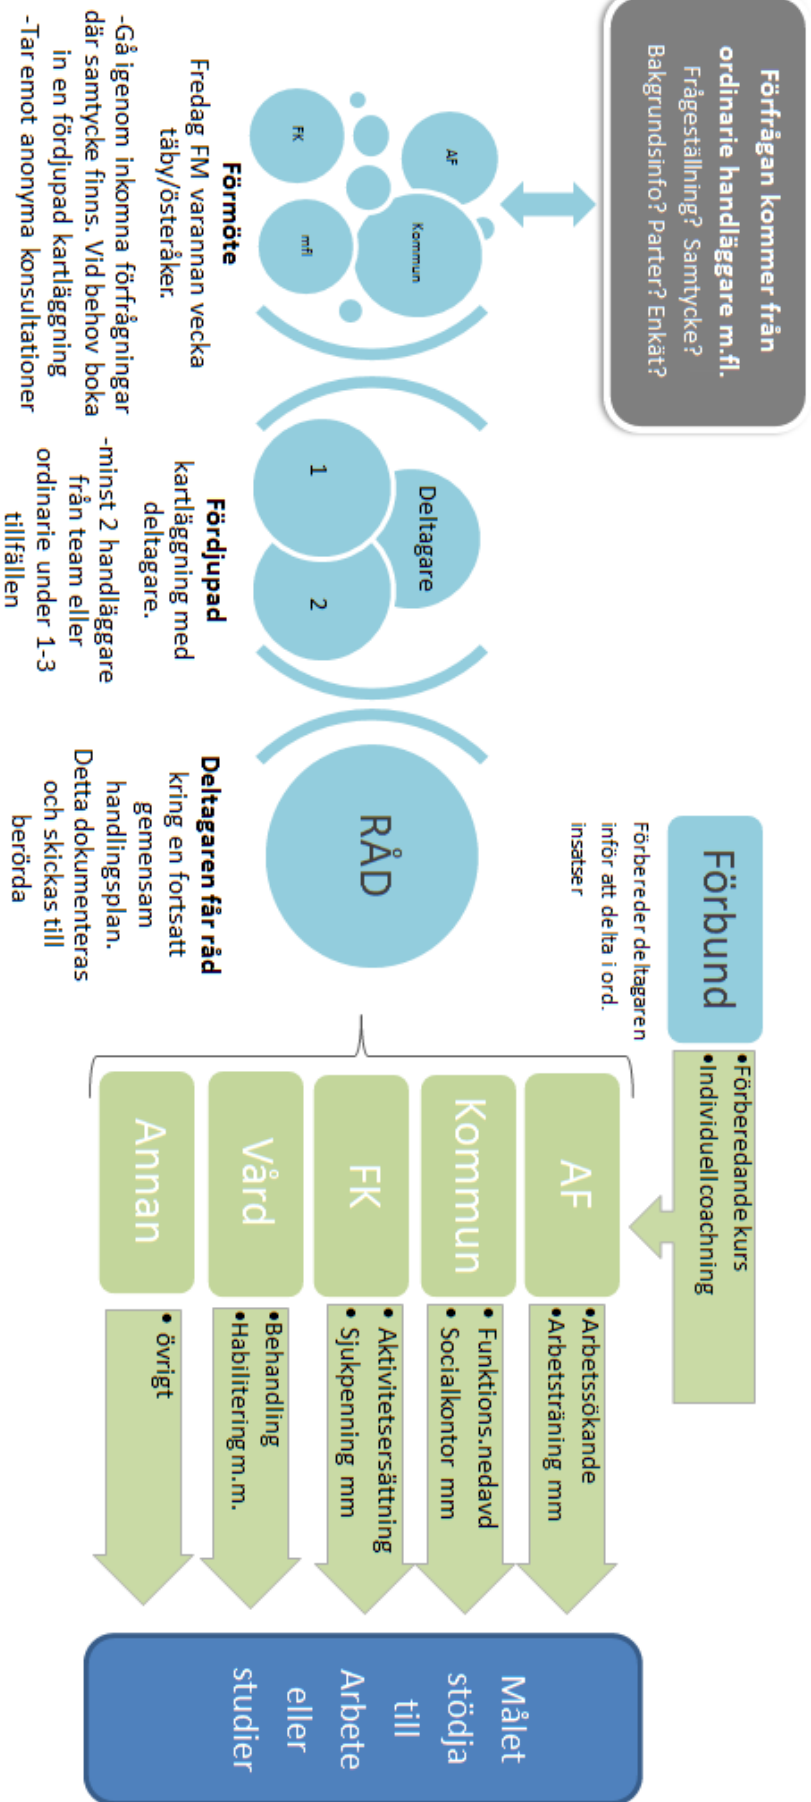 Förfrågan kommer från
ordinarie handläggare m.fl.
Frågeställning? Samtycke?
Bakgrundsinfo? Parter? Enkät?
AF
Kommun
FK
mfl
Förmöte
Fredag FM varannan vecka
täby/österåker.
-Gå igenom inkomna förfrågningar
där samtycke finns. Vid behov boka
in en fördjupad kartläggning
-Tar emot anonyma konsultationer
Deltagare
1
2
Fördjupad
kartläggning med
deltagare.
-minst 2 handläggare
från team eller
ordinarie under 1-3
tillfällen
RÅD
Deltagaren får råd
kring en fortsatt
gemensam
handlingsplan.
Detta dokumenteras
och skickas till
berörda
Förbund
Förbereder deltagaren
inför att delta i ord.
insatser
•Förberedande kurs
•Individuell coachning
AF
•Arbetssökande
•Arbetsträning mm
Kommun
• Funktions.nedavd
• Socialkontor mm
FK
• Aktivitetsersättning
• Sjukpenning mm
Vård
•Behandling
•Habilitering m.m.
Annan
• övrigt
Målet
stödja
till
Arbete
eller
studier